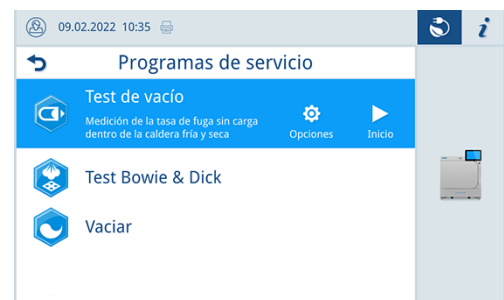 09.02.2022 10:35
i
Programas de servicio
Test de vacío
Medición de la tasa de fuga sin carga
dentro de la caldera fría y seca
Opciones
Inicio
Test Bowie & Dick
Vaciar